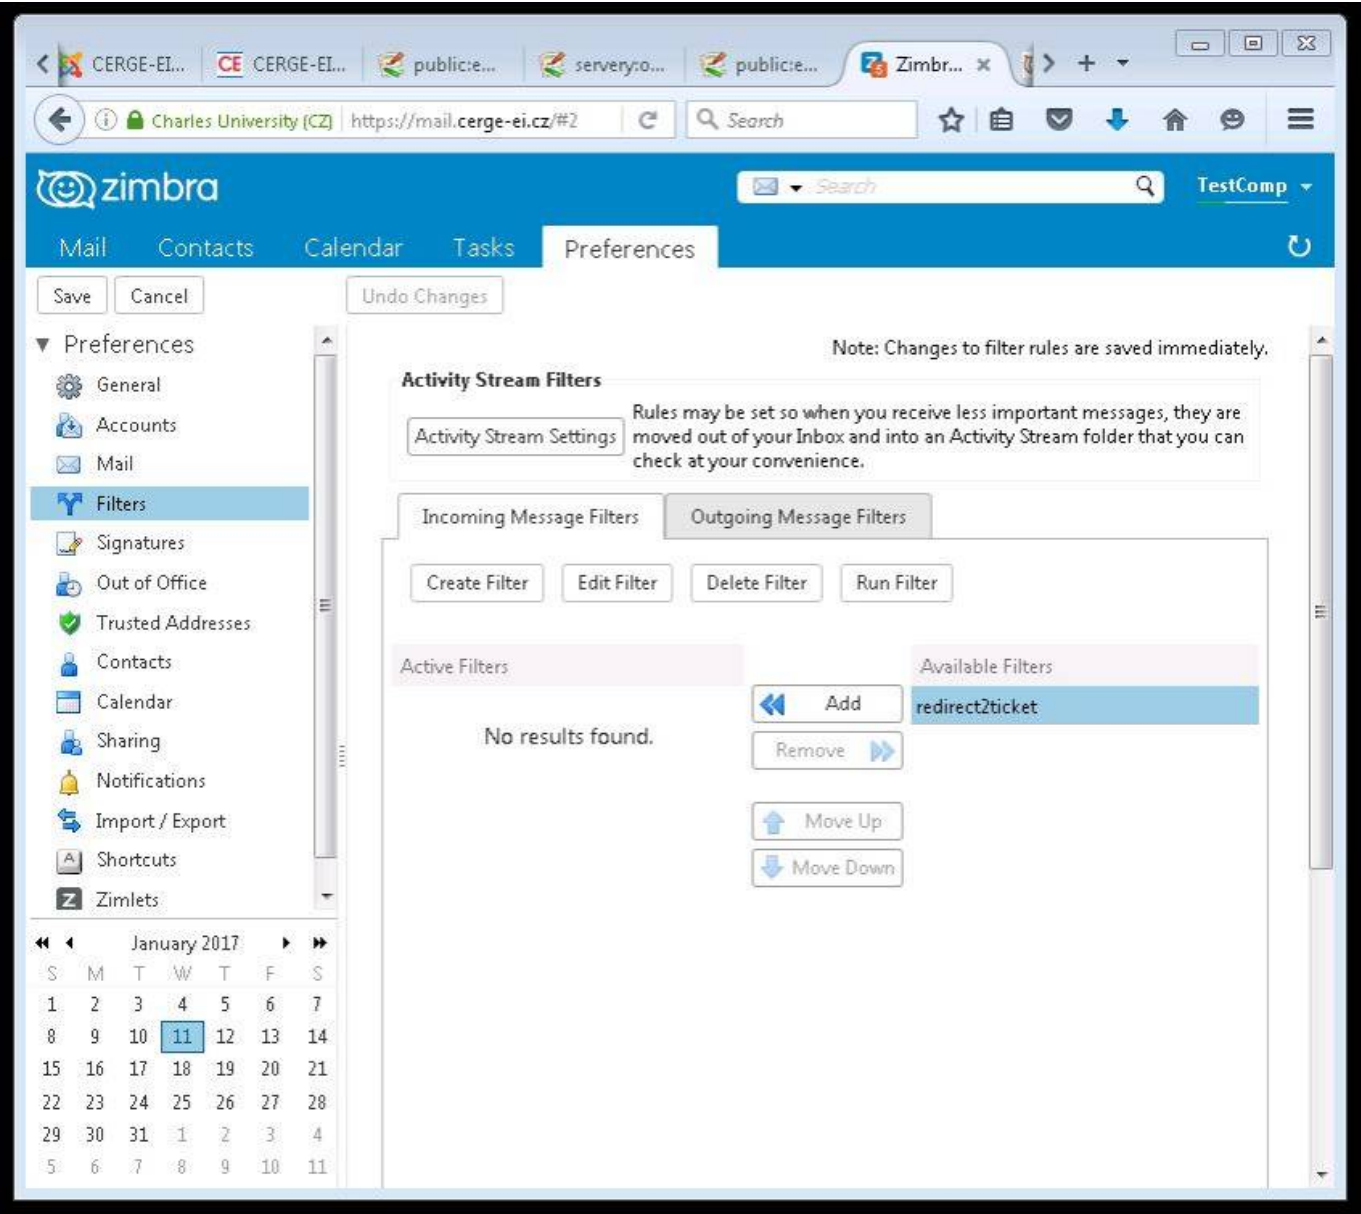 CERGE-EI... CERGE-EI... public:e... servery:o... public:e... Zimbr...
Charles University (CZ) https://mail.cerge-ei.cz/#2 Search
zimbra Search TestComp
Mail Contacts Calendar Tasks Preferences
Save Cancel Undo Changes
Preferences
General
Accounts
Mail
Filters
Signatures
Out of Office
Trusted Addresses
Contacts
Calendar
Sharing
Notifications
Import / Export
Shortcuts
Zimlets
January 2017
S M T W T F S
1 2 3 4 5 6 7
8 9 10 11 12 13 14
15 16 17 18 19 20 21
22 23 24 25 26 27 28
29 30 31 1 2 3 4
5 6 7 8 9 10 11
Note: Changes to filter rules are saved immediately.
Activity Stream Filters
Activity Stream Settings
Rules may be set so when you receive less important messages, they are
moved out of your Inbox and into an Activity Stream folder that you can
check at your convenience.
Incoming Message Filters Outgoing Message Filters
Create Filter Edit Filter Delete Filter Run Filter
Active Filters
No results found.
Add
Remove
Move Up
Move Down
Available Filters
redirect2ticket